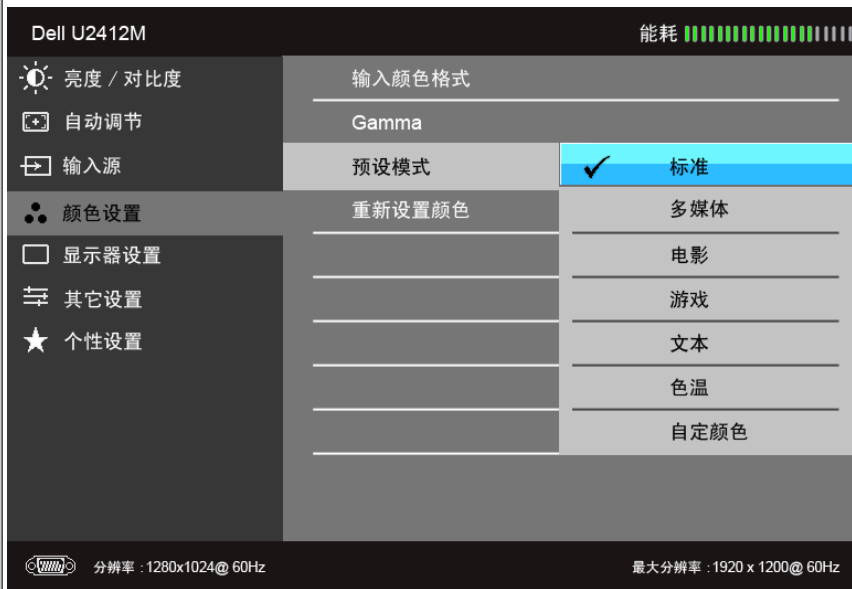 Dell U2412M
能耗
亮度 / 对比度
自动调节
输入源
颜色设置
显示器设置
其它设置
个性设置
输入颜色格式
Gamma
预设模式
重新设置颜色
标准
多媒体
电影
游戏
文本
色温
自定颜色
分辨率 : 1280x1024@ 60Hz
最大分辨率 : 1920 x 1200@ 60Hz